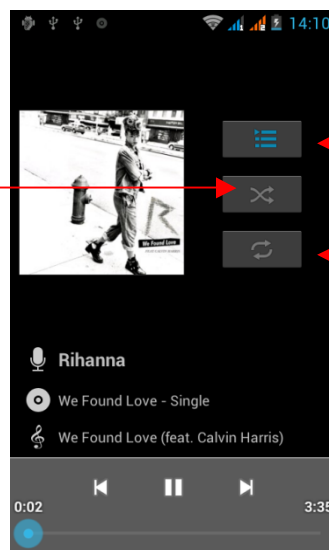 14:10
We Found Love
Rihanna
We Found Love - Single
We Found Love (feat. Calvin Harris)
0:02
3:35